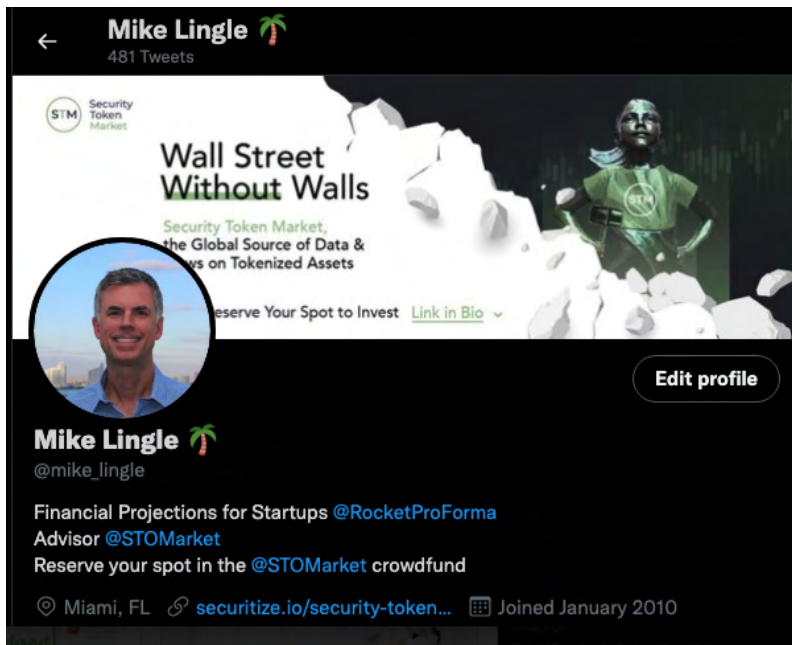 Mike Lingle 🌴
481 Tweets
STM
Security
Token
Market
Wall Street
Without Walls
Security Token Market,
the Global Source of Data &
on Tokenized Assets
Your Spot to Invest Link in Bio
STM
Edit profile
Mike Lingle 🌴
@mike_lingle
Financial Projections for Startups @RocketProForma
Advisor @STOMarket
Reserve your spot in the @STOMarket crowdfund
Miami, FL securitize.io/security-token... Joined January 2010